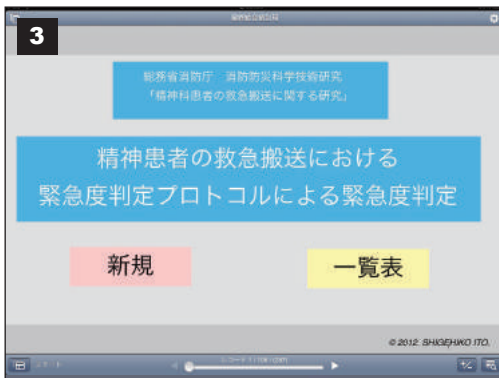 3
総務省消防庁　消防防災科学技術研究
「精神科患者の救急搬送に関する研究」
精神患者の救急搬送における
緊急度判定プロトコルによる緊急度判定
新規
一覧表
© 2012 SHIGEHIKO ITO.